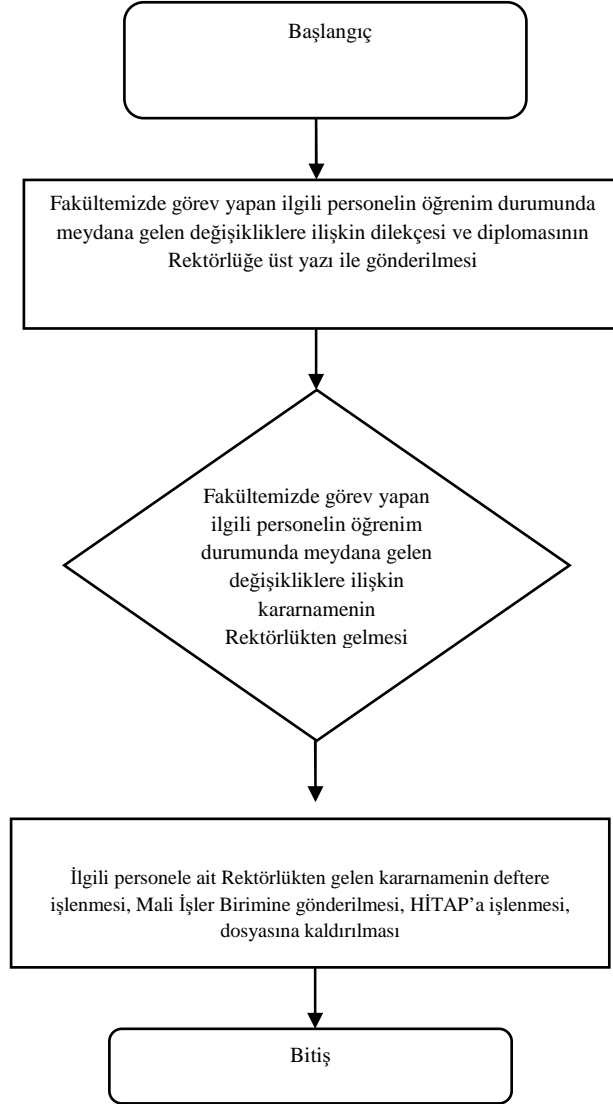 Başlangıç
Fakültemizde görev yapan ilgili personelin öğrenim durumunda
meydana gelen değişikliklere ilişkin dilekçesi ve diplomasının
Rektörlüğe üst yazı ile gönderilmesi
Fakültemizde görev yapan
ilgili personelin öğrenim
durumunda meydana gelen
değişikliklere ilişkin
kararnamenin
Rektörlükten gelmesi
İlgili personele ait Rektörlükten gelen kararnamenin deftere
işlenmesi, Mali İşler Birimine gönderilmesi, HİTAP’a işlenmesi,
dosyasına kaldırılması
Bitiş